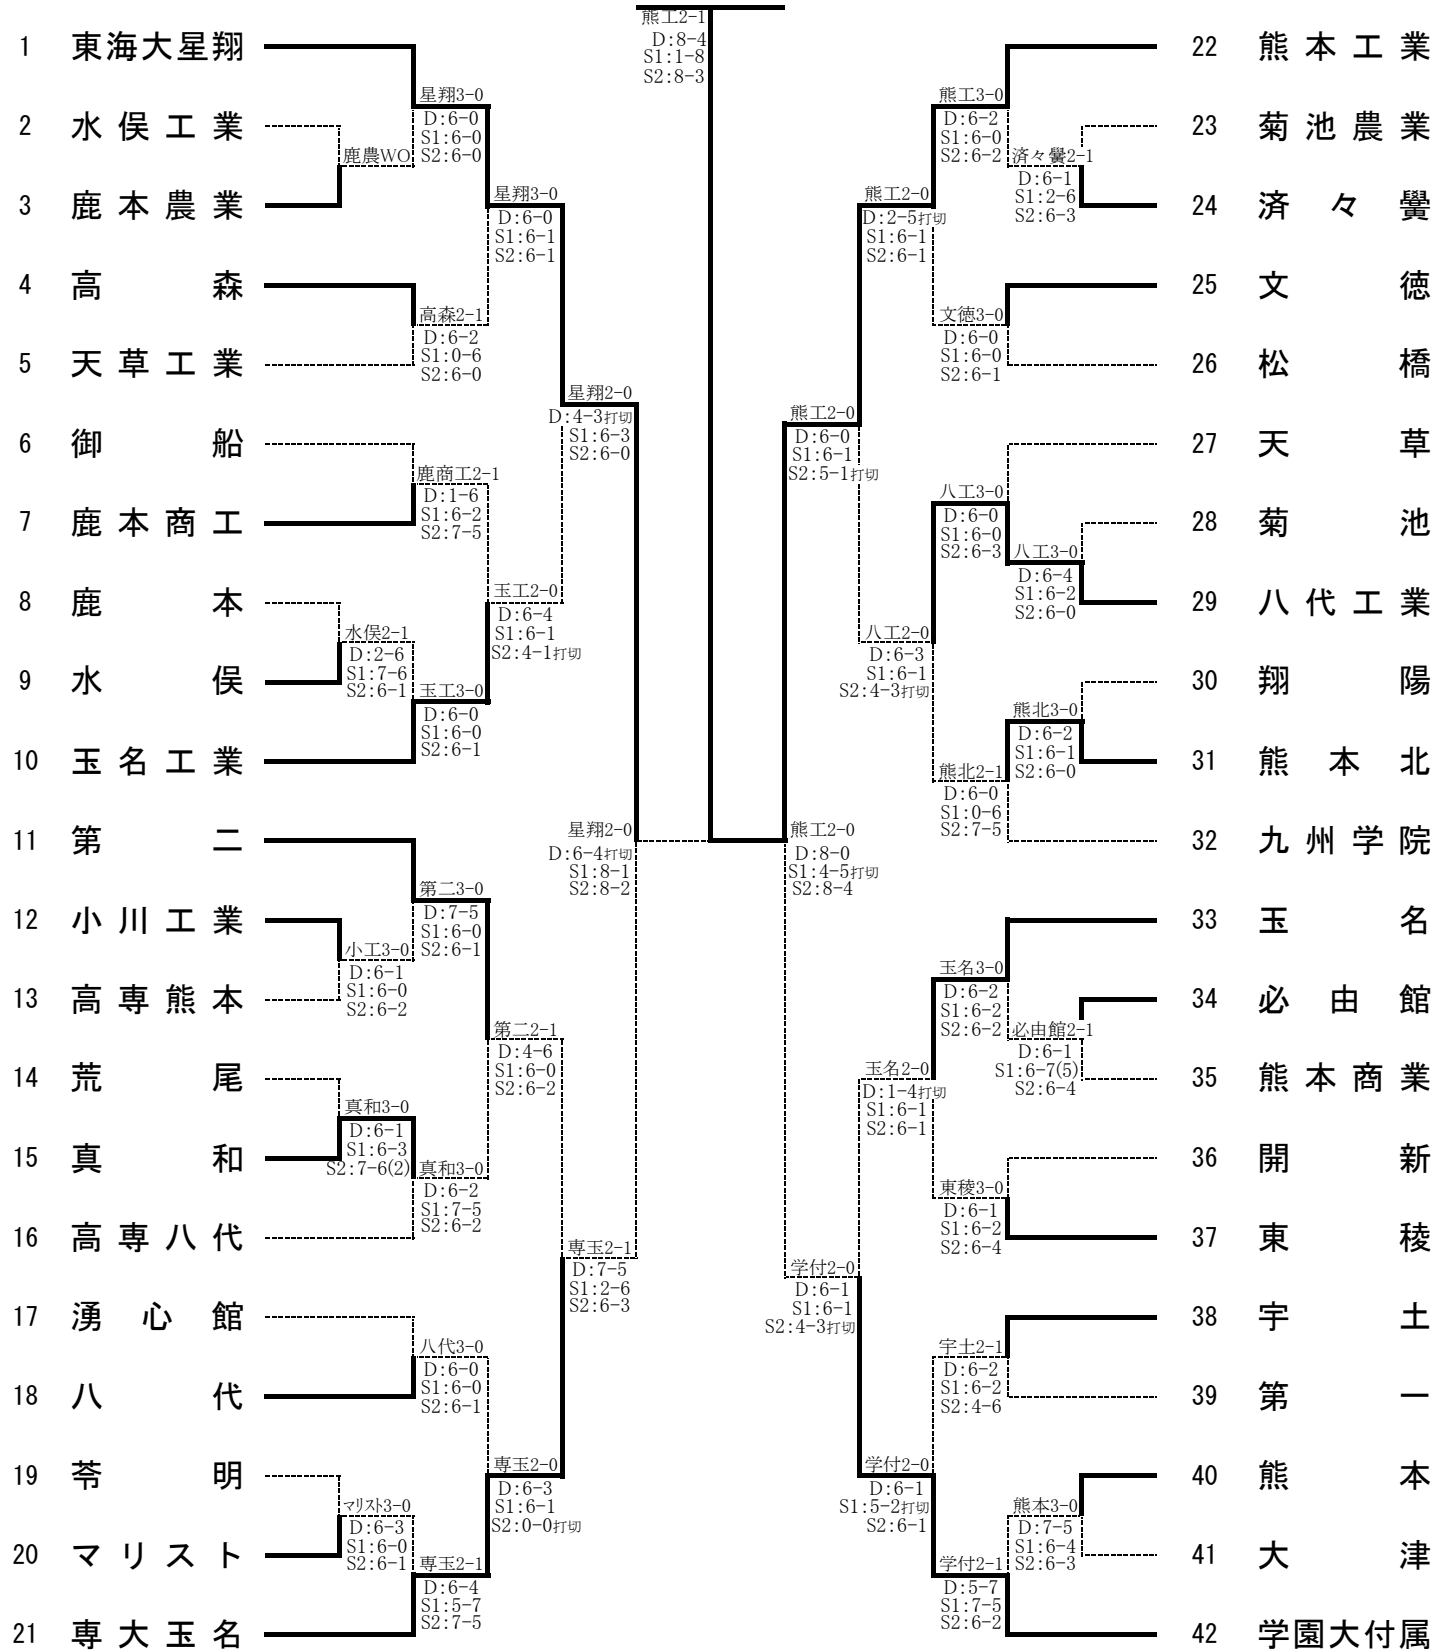 熊工2-1
D:8-4
S1:1-8
S2:8-3
1 東海大星翔
2 水俣工業
3 鹿本農業
4 高森
5 天草工業
6 御船
7 鹿本商工
8 鹿本
9 水俣
10 玉名工業
11 第二
12 小川工業
13 高専熊本
14 荒尾
15 真和
16 高専八代
17 湧心館
18 八代
19 苓明
20 マリスト
21 専大玉名
鹿農WO
水俣2-1
D:2-6
S1:7-6
S2:6-1
小工3-0
D:6-1
S1:6-0
S2:6-2
真和3-0
D:6-1
S1:6-3
S2:7-6(2)
マリスト3-0
D:6-3
S1:6-0
S2:6-1
星翔3-0
D:6-0
S1:6-0
S2:6-0
高森2-1
D:6-2
S1:0-6
S2:6-0
鹿商工2-1
D:1-6
S1:6-2
S2:7-5
玉工3-0
D:6-0
S1:6-0
S2:6-1
第二3-0
D:7-5
S1:6-0
S2:6-1
真和3-0
D:6-2
S1:7-5
S2:6-2
八代3-0
D:6-0
S1:6-0
S2:6-1
専玉2-1
D:6-4
S1:5-7
S2:7-5
星翔3-0
D:6-0
S1:6-1
S2:6-1
玉工2-0
D:6-4
S1:6-1
S2:4-1打切
第二2-1
D:4-6
S1:6-0
S2:6-2
専玉2-0
D:6-3
S1:6-1
S2:0-0打切
星翔2-0
D:4-3打切
S1:6-3
S2:6-0
専玉2-1
D:7-5
S1:2-6
S2:6-3
星翔2-0
D:6-4打切
S1:8-1
S2:8-2
熊工2-0
D:8-0
S1:4-5打切
S2:8-4
熊工2-0
D:6-0
S1:6-1
S2:5-1打切
学付2-0
D:6-1
S1:6-1
S2:4-3打切
熊工2-0
D:2-5打切
S1:6-1
S2:6-1
八工2-0
D:6-3
S1:6-1
S2:4-3打切
玉名2-0
D:1-4打切
S1:6-1
S2:6-1
学付2-0
D:6-1
S1:5-2打切
S2:6-1
熊工3-0
D:6-2
S1:6-0
S2:6-2
文徳3-0
D:6-0
S1:6-0
S2:6-1
八工3-0
D:6-0
S1:6-0
S2:6-3
熊北2-1
D:6-0
S1:0-6
S2:7-5
玉名3-0
D:6-2
S1:6-2
S2:6-2
東稜3-0
D:6-1
S1:6-2
S2:6-4
宇土2-1
D:6-2
S1:6-2
S2:4-6
学付2-1
D:5-7
S1:7-5
S2:6-2
済々黌2-1
D:6-1
S1:2-6
S2:6-3
八工3-0
D:6-4
S1:6-2
S2:6-0
熊北3-0
D:6-2
S1:6-1
S2:6-0
必由館2-1
D:6-1
S1:6-7(5)
S2:6-4
熊本3-0
D:7-5
S1:6-4
S2:6-3
22 熊本工業
23 菊池農業
24 済々黌
25 文徳
26 松橋
27 天草
28 菊池
29 八代工業
30 翔陽
31 熊本北
32 九州学院
33 玉名
34 必由館
35 熊本商業
36 開新
37 東稜
38 宇土
39 第一
40 熊本
41 大津
42 学園大付属